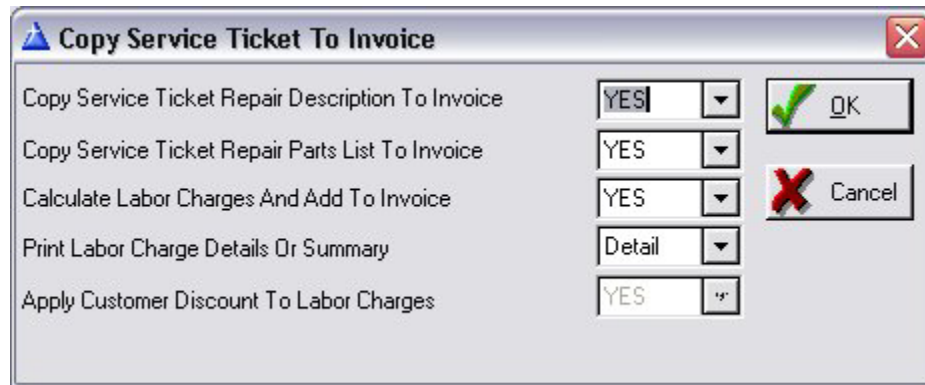 Copy Service Ticket To Invoice
Copy Service Ticket Repair Description To Invoice YES OK
Copy Service Ticket Repair Parts List To Invoice YES
Calculate Labor Charges And Add To Invoice YES Cancel
Print Labor Charge Details Or Summary Detail
Apply Customer Discount To Labor Charges YES